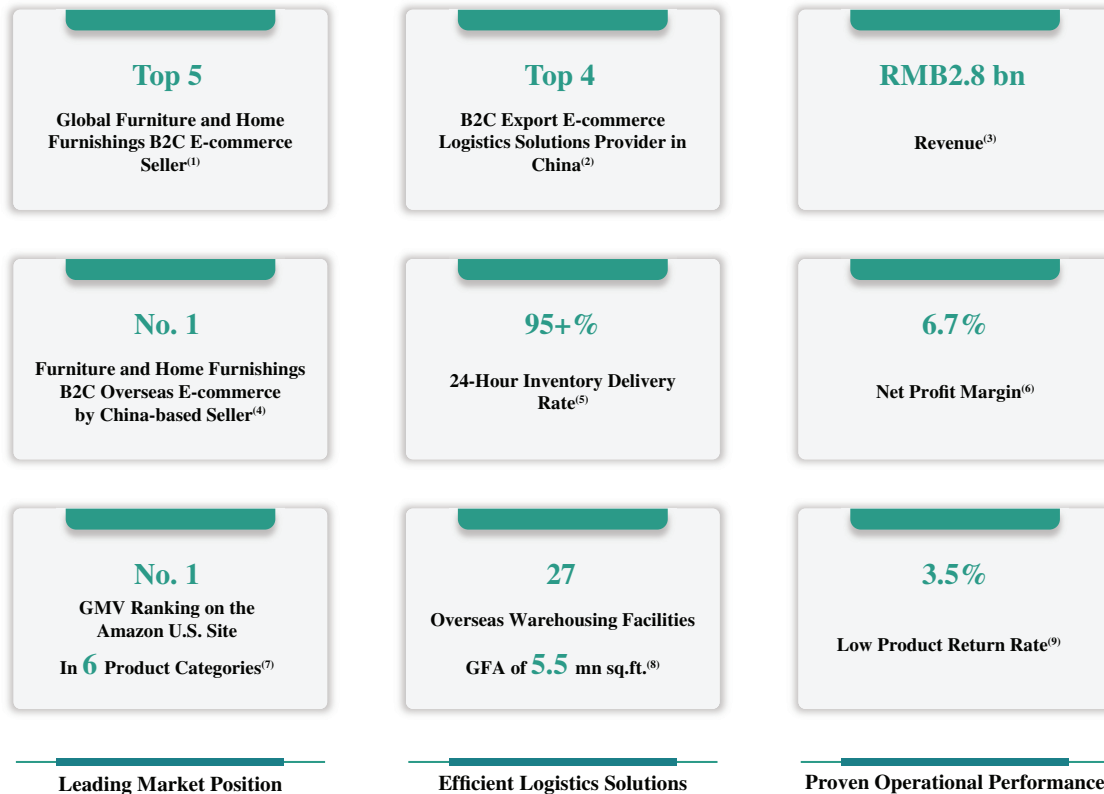 Top 5
Global Furniture and Home
Furnishings B2C E-commerce
Seller(1)
Top 4
B2C Export E-commerce
Logistics Solutions Provider in
China(2)
RMB2.8 bn
Revenue(3)
No. 1
Furniture and Home Furnishings
B2C Overseas E-commerce
by China-based Seller(4)
95+%
24-Hour Inventory Delivery
Rate(5)
6.7%
Net Profit Margin(6)
No. 1
GMV Ranking on the
Amazon U.S. Site
In 6 Product Categories(7)
27
Overseas Warehousing Facilities
GFA of 5.5 mn sq.ft.(8)
3.5%
Low Product Return Rate(9)
Leading Market Position
Efficient Logistics Solutions
Proven Operational Performance